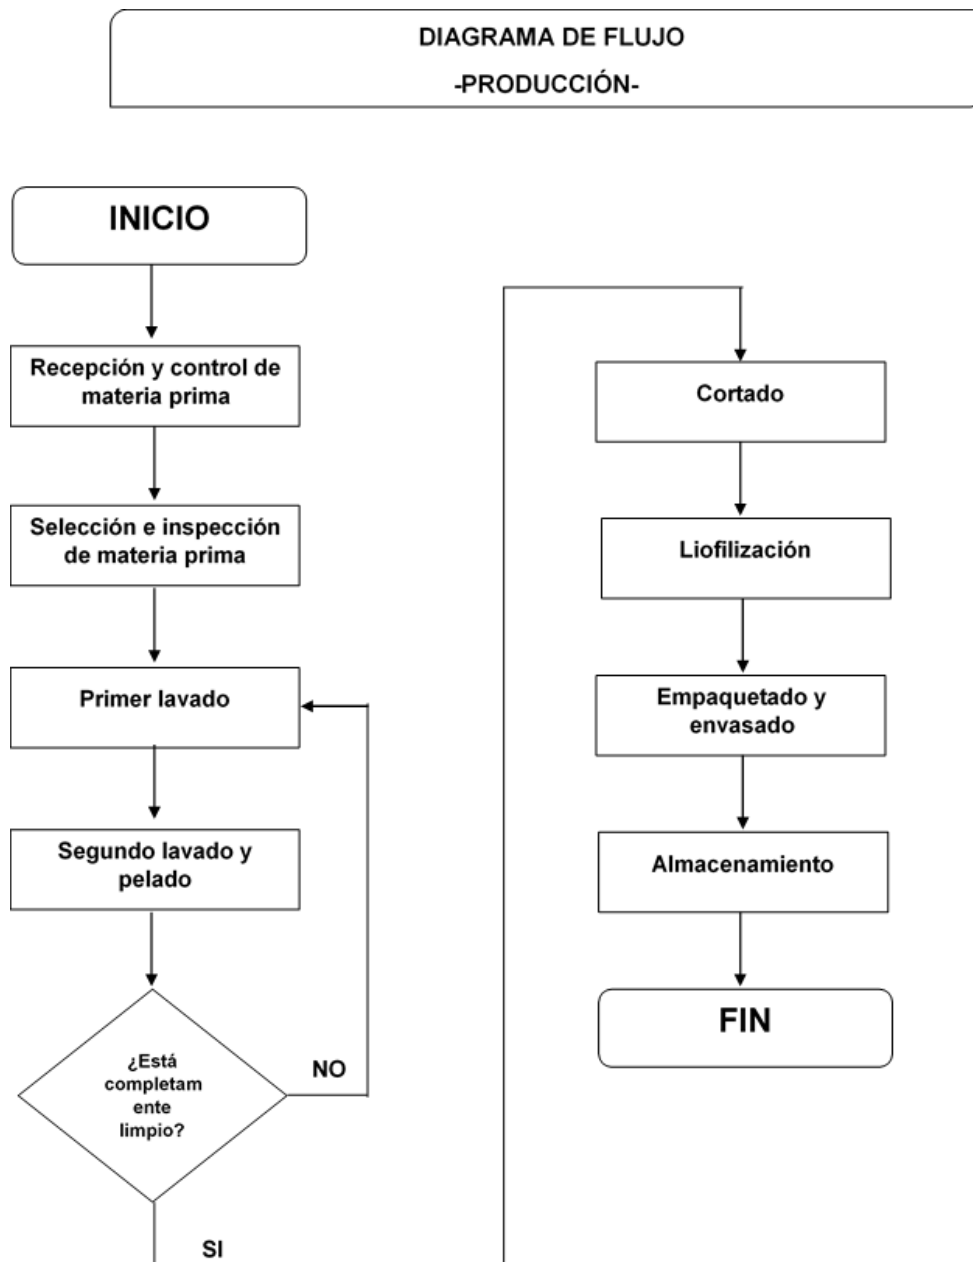 DIAGRAMA DE FLUJO
-PRODUCCIÓN-
INICIO
Recepción y control de
materia prima
Selección e inspección
de materia prima
Primer lavado
Segundo lavado y
pelado
¿Está
completam
ente
limpio?
NO
SI
Cortado
Liofilización
Empaquetado y
envasado
Almacenamiento
FIN